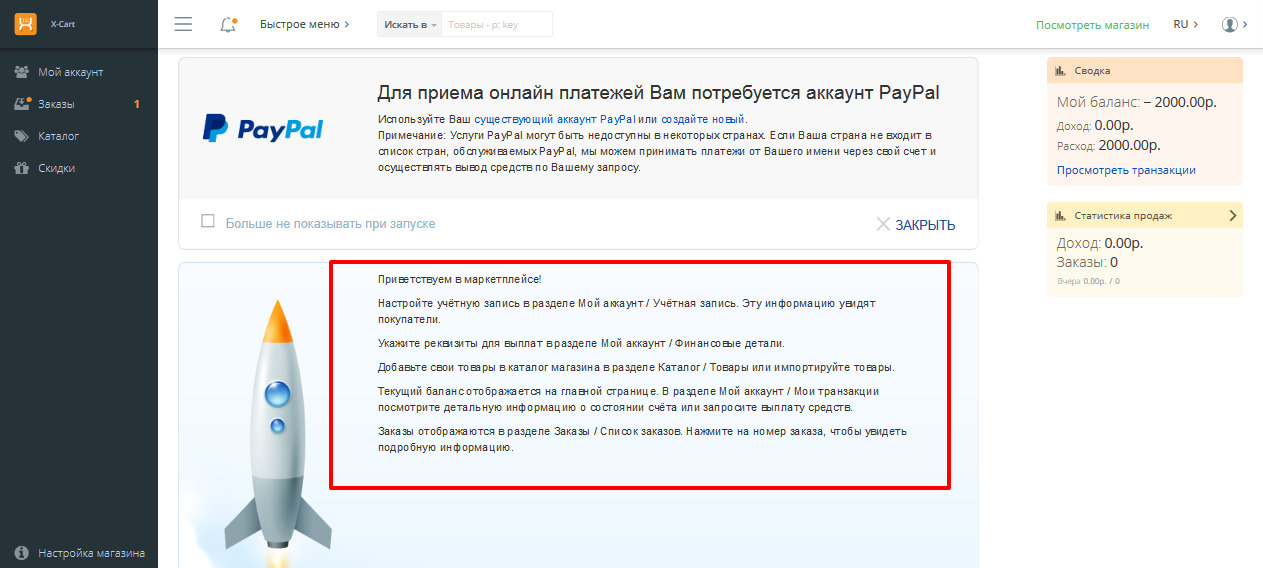 X-Cart
Быстрое меню
Искать в
Товары - р: key
Посмотреть магазин
RU
Мой аккаунт
Заказы 1
Каталог
Скидки
Настройка магазина
PayPal
Для приема онлайн платежей Вам потребуется аккаунт PayPal
Используйте Ваш существующий аккаунт PayPal или создайте новый.
Примечание: Услуги PayPal могут быть недоступны в некоторых странах. Если Ваша страна не входит в
список стран, обслуживаемых PayPal, мы можем принимать платежи от Вашего имени через свой счет и
осуществлять вывод средств по Вашему запросу.
Больше не показывать при запуске
ЗАКРЫТЬ
Приветствуем в маркетплейсе!
Настройте учётную запись в разделе Мой аккаунт / Учётная запись. Эту информацию увидят
покупатели.
Укажите реквизиты для выплат в разделе Мой аккаунт / Финансовые детали.
Добавьте свои товары в каталог магазина в разделе Каталог / Товары или импортируйте товары.
Текущий баланс отображается на главной странице. В разделе Мой аккаунт / Мои транзакции
посмотрите детальную информацию о состоянии счёта или запросите выплату средств.
Заказы отображаются в разделе Заказы / Список заказов. Нажмите на номер заказа, чтобы увидеть
подробную информацию.
Сводка
Мой баланс: – 2000.00р.
Доход: 0.00р.
Расход: 2000.00р.
Просмотреть транзакции
Статистика продаж
Доход: 0.00р.
Заказы: 0
Вчера 0.00р. / 0